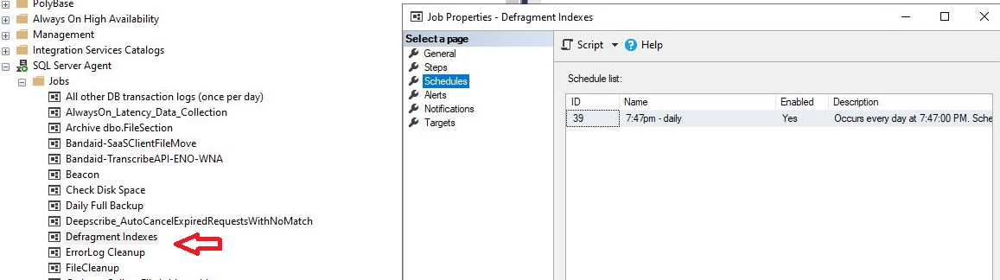 PolyBase
Always On High Availability
Management
Integration Services Catalogs
SQL Server Agent
Jobs
All other DB transaction logs (once per day)
AlwaysOn_Latency_Data_Collection
Archive dbo.FileSection
Bandaid-SaaSClientFileMove
Bandaid-TranscribeAPI-ENO-WNA
Beacon
Check Disk Space
Daily Full Backup
Deepscribe_AutoCancelExpiredRequestsWithNoMatch
Defragment Indexes
ErrorLog Cleanup
FileCleanup
Job Properties - Defragment Indexes
Select a page
General
Steps
Schedules
Alerts
Notifications
Targets
Script Help
Schedule list:
ID Name Enabled Description
39 7:47pm - daily Yes Occurs every day at 7:47:00 PM. Sche